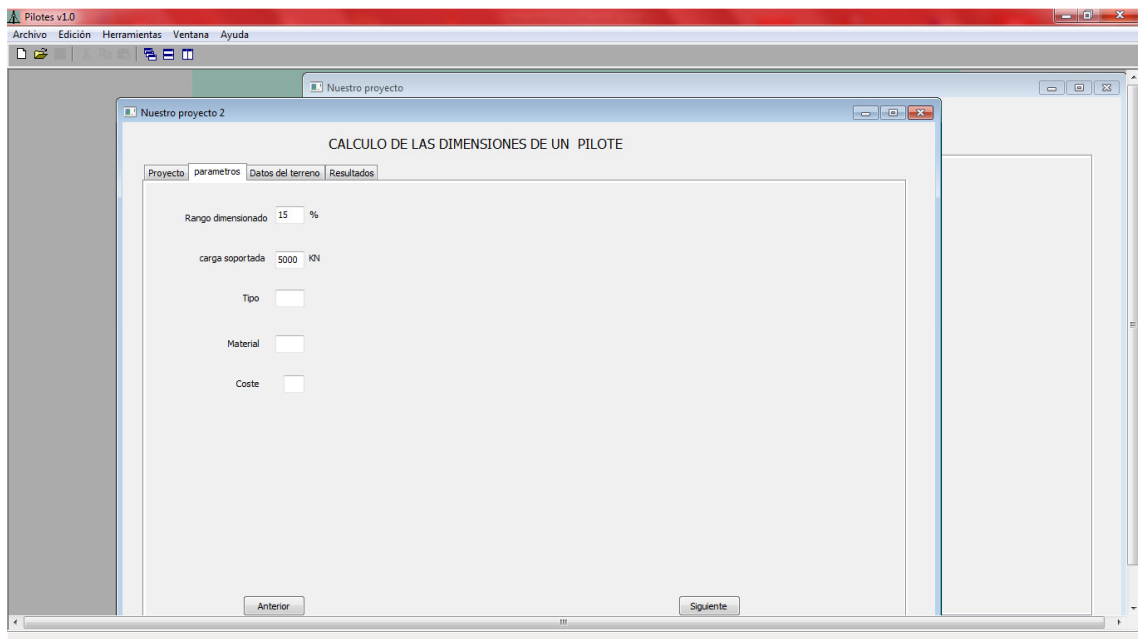 Pilotes v1.0
Archivo Edición Herramientas Ventana Ayuda
Nuestro proyecto
Nuestro proyecto 2
CALCULO DE LAS DIMENSIONES DE UN PILOTE
Proyecto parametros Datos del terreno Resultados
Rango dimensionado 15 %
carga soportada 5000 KN
Tipo
Material
Coste
Anterior Siguiente